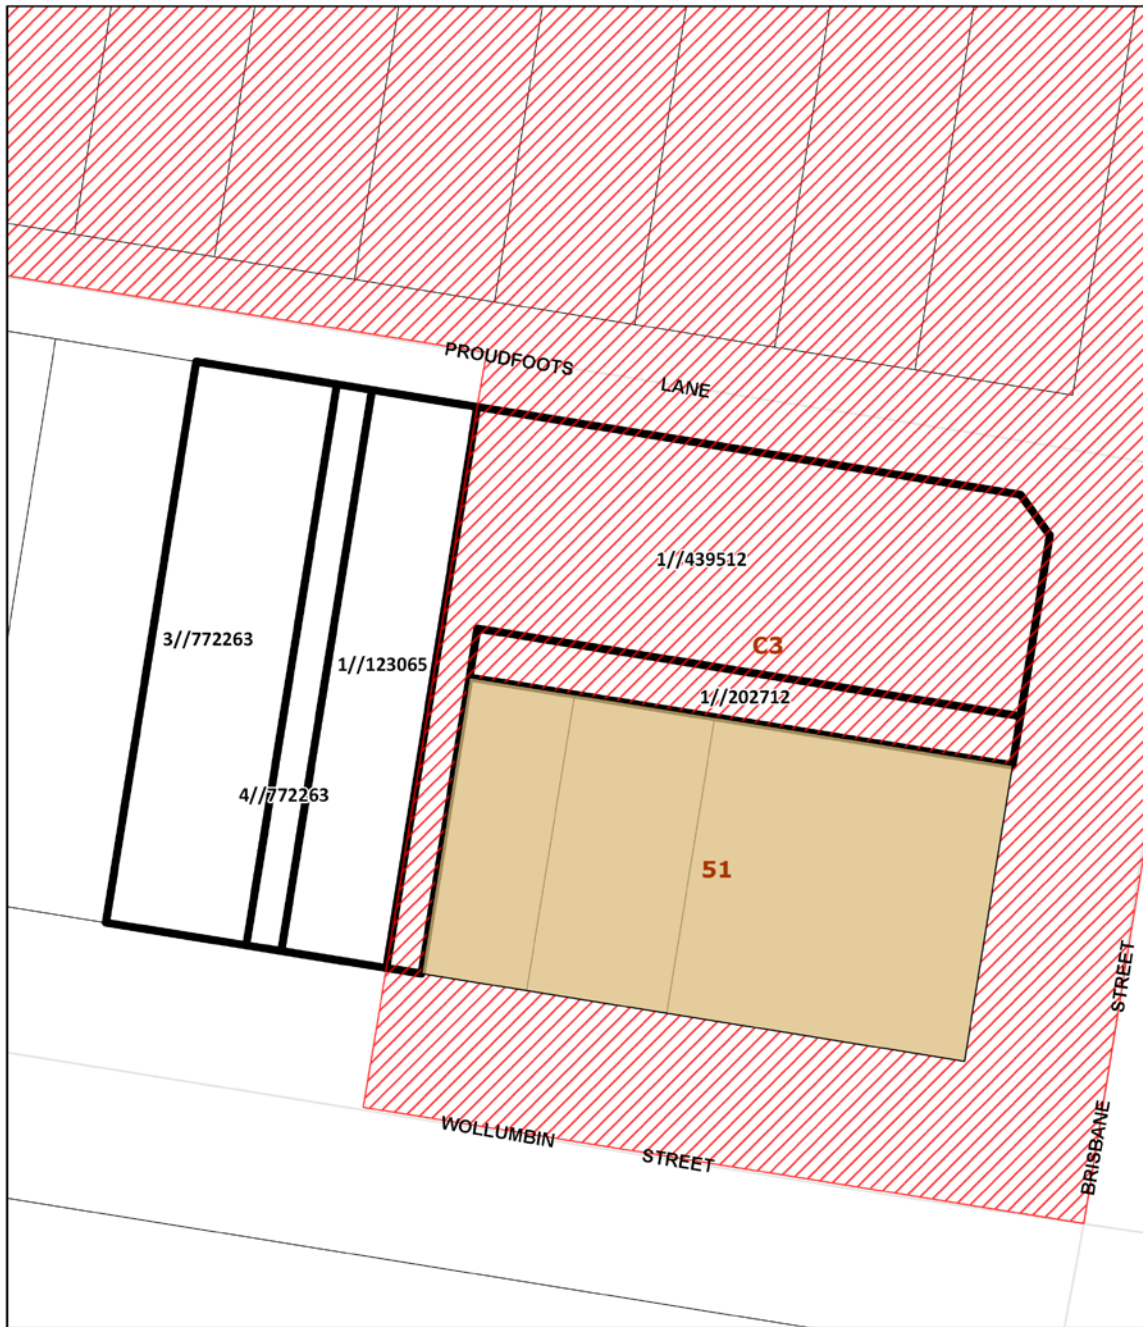 PROUDFOOTS
LANE
1//439512
3//772263
C3
1//123065
1//202712
4//772263
51
STREET
WOLLUMBIN
STREET
BRISBANE